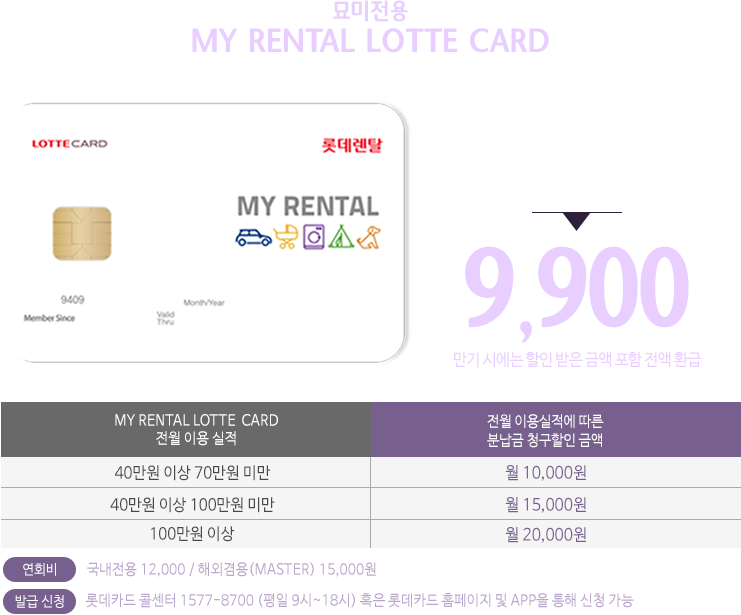 묘미전용
MY RENTAL LOTTE CARD
LOTTECARD
롯데렌탈
MY RENTAL
9409
Month/Year
Member Since
Valid
Thru
9,900
만기 시에는 할인 받은 금액 포함 전액 환급
MY RENTAL LOTTE CARD
전월 이용 실적
전월 이용실적에 따른
분납금 청구할인 금액
40만원 이상 70만원 미만
월 10,000원
40만원 이상 100만원 미만
월 15,000원
100만원 이상
월 20,000원
연회비
국내전용 12,000 / 해외겸용(MASTER) 15,000원
발급 신청
롯데카드 콜센터 1577-8700 (평일 9시~18시) 혹은 롯데카드 홈페이지 및 APP을 통해 신청 가능